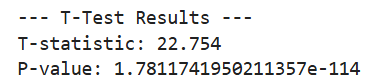 --- T-Test Results ---
T-statistic: 22.754
P-value: 1.7811741950211357e-114